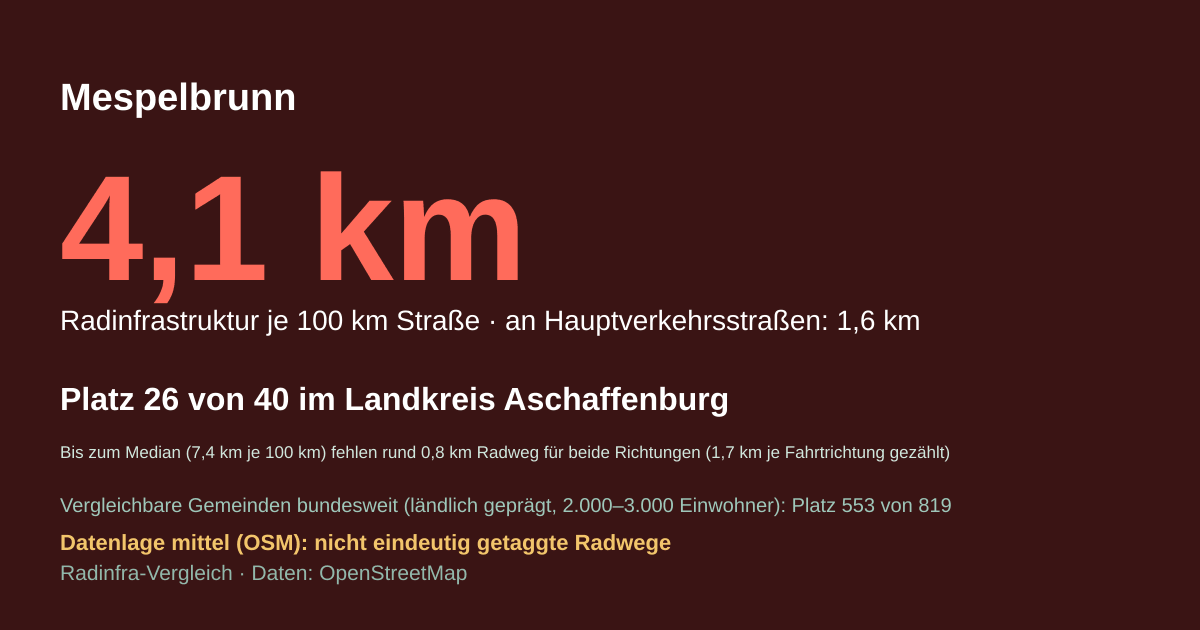 Mespelbrunn
4,1 km
Radinfrastruktur je 100 km Straße · an Hauptverkehrsstraßen: 1,6 km
Platz 26 von 40 im Landkreis Aschaffenburg
Bis zum Median (7,4 km je 100 km) fehlen rund 0,8 km Radweg für beide Richtungen (1,7 km je Fahrtrichtung gezählt)
Vergleichbare Gemeinden bundesweit (ländlich geprägt, 2.000–3.000 Einwohner): Platz 553 von 819
Datenlage mittel (OSM): nicht eindeutig getaggte Radwege
Radinfra-Vergleich · Daten: OpenStreetMap